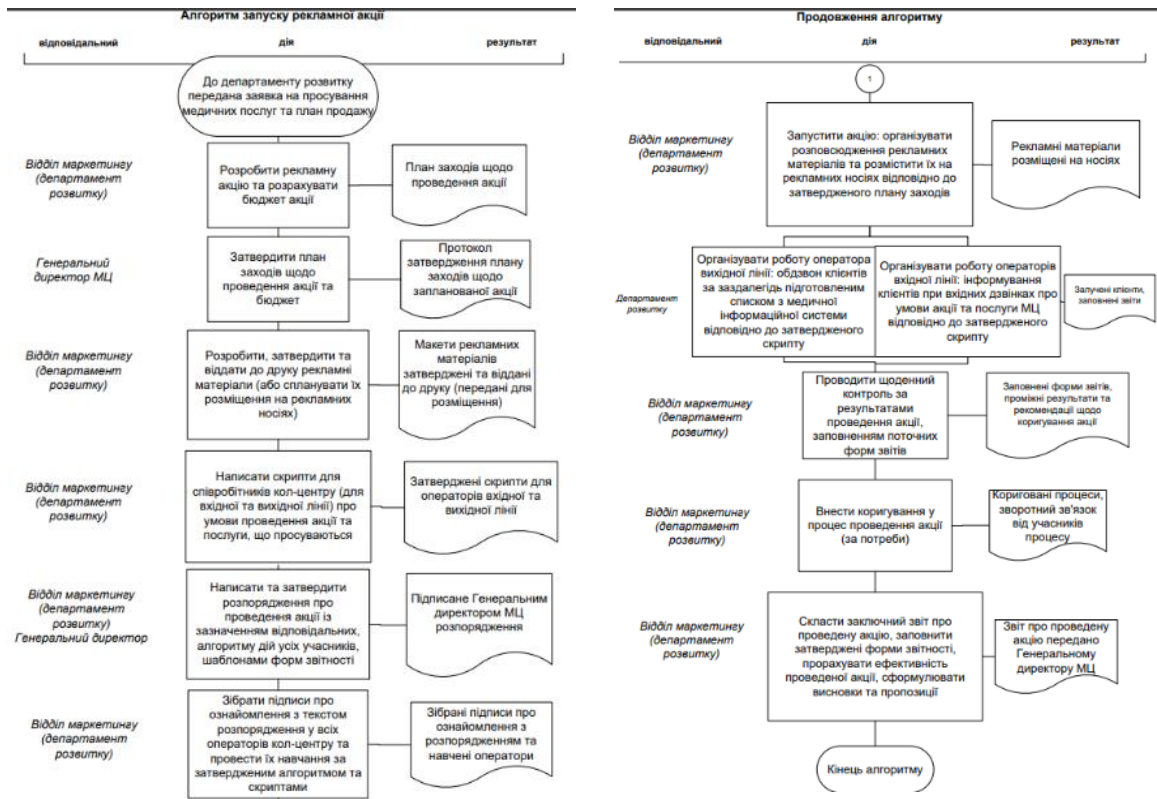 Алгоритм запуску рекламної акції
відповідальний
дія
результат
До департаменту розвитку
передана заявка на просування
медичних послуг та план продажу
Відділ маркетингу
(департамент
розвитку)
Розробити рекламну
акцію та розрахувати
бюджет акції
План заходів щодо
проведення акції
Генеральний
директор МЦ
Затвердити план
заходів щодо
проведення акції та
бюджет
Протокол
затвердження плану
заходів щодо
запланованої акції
Відділ маркетингу
(департамент
розвитку)
Розробити, затвердити та
віддати до друку рекламні
матеріали (або спланувати їх
розміщення на рекламних
носіях)
Макети рекламних
матеріалів
затверджені та віддані
до друку (передані для
розміщення)
Відділ маркетингу
(департамент
розвитку)
Написати скрипти для
співробітників кол-центру (для
вхідної та вихідної лінії) про
умови проведення акції та
послуги, що просуваються
Затверджені скрипти для
операторів вхідної та
вихідної лінії
Відділ маркетингу
(департамент
розвитку)
Генеральний директор
Написати та затвердити
розпорядження про
проведення акції із
зазначенням відповідальних,
алгоритму дій усіх учасників,
шаблонами форм звітності
Підписане Генеральним
директором МЦ
розпорядження
Відділ маркетингу
(департамент
розвитку)
Зібрати підписи про
ознайомлення з текстом
розпорядження у всіх
операторів кол-центру та
провести їх навчання за
затвердженим алгоритмом та
скриптами
Зібрані підписи про
ознайомлення з
розпорядженням та
навчені оператори
Продовження алгоритму
відповідальний
дія
результат
1
Відділ маркетингу
(департамент
розвитку)
Запустити акцію: організувати
розповсюдження рекламних
матеріалів та розмістити їх на
рекламних носіях відповідно до
затвердженого плану заходів
Рекламні матеріали
розміщені на носіях
Департамент
розвитку
Організувати роботу оператора
вихідної лінії: обдзвон клієнтів
за заздалегідь підготовленим
списком з медичної
інформаційної системи
відповідно до затвердженого
скрипту
Організувати роботу операторів
вхідної лінії: інформування
клієнтів при вхідних дзвінках про
умови акції та послуги МЦ
відповідно до затвердженого
скрипту
Залучені клієнти,
заповнені звіти
Відділ маркетингу
(департамент
розвитку)
Проводити щоденний
контроль за
результатами
проведення акції,
заповненням поточних
форм звітів
Заповнені форми звітів,
проміжні результати та
рекомендації щодо
коригування акції
Відділ маркетингу
(департамент
розвитку)
Внести коригування у
процес проведення акції
(за потреби)
Кориговані процеси,
зворотний зв'язок
від учасників
процесу
Відділ маркетингу
(департамент
розвитку)
Скласти заключний звіт про
проведену акцію, заповнити
затверджені форми звітності,
прорахувати ефективність
проведеної акції, сформулювати
висновки та пропозиції
Звіт про проведену
акцію передано
Генеральному
директору МЦ
Кінець алгоритму